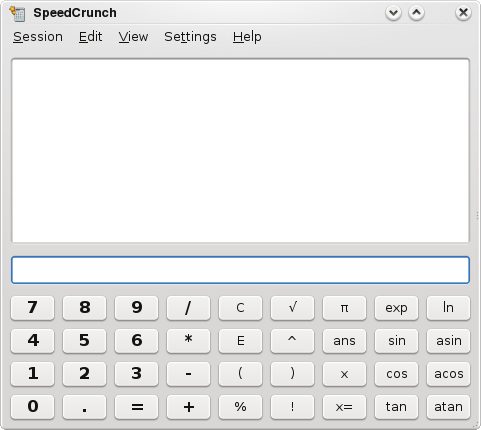 SpeedCrunch
Session Edit View Settings Help
7 8 9 / C √ π exp ln
4 5 6 * E ^ ans sin asin
1 2 3 - ( ) x cos acos
0 . = + % ! x= tan atan